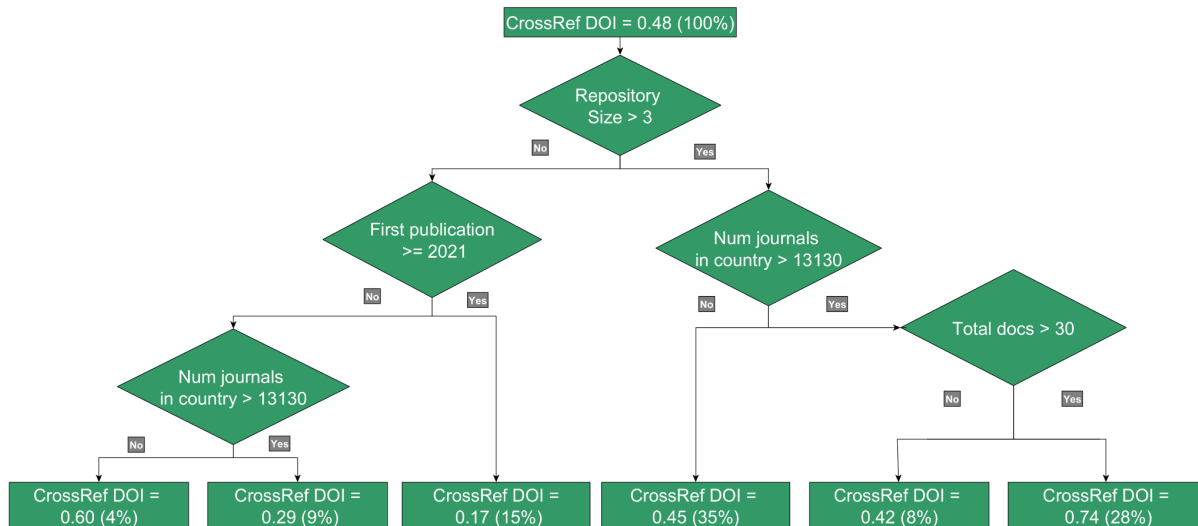 CrossRef DOI = 0.48 (100%)
Repository
Size > 3
No
Yes
First publication
>= 2021
Num journals
in country > 13130
No
Yes
No
Yes
Total docs > 30
Num journals
in country > 13130
No
Yes
No
Yes
CrossRef DOI =
0.60 (4%)
CrossRef DOI =
0.29 (9%)
CrossRef DOI =
0.17 (15%)
CrossRef DOI =
0.45 (35%)
CrossRef DOI =
0.42 (8%)
CrossRef DOI =
0.74 (28%)